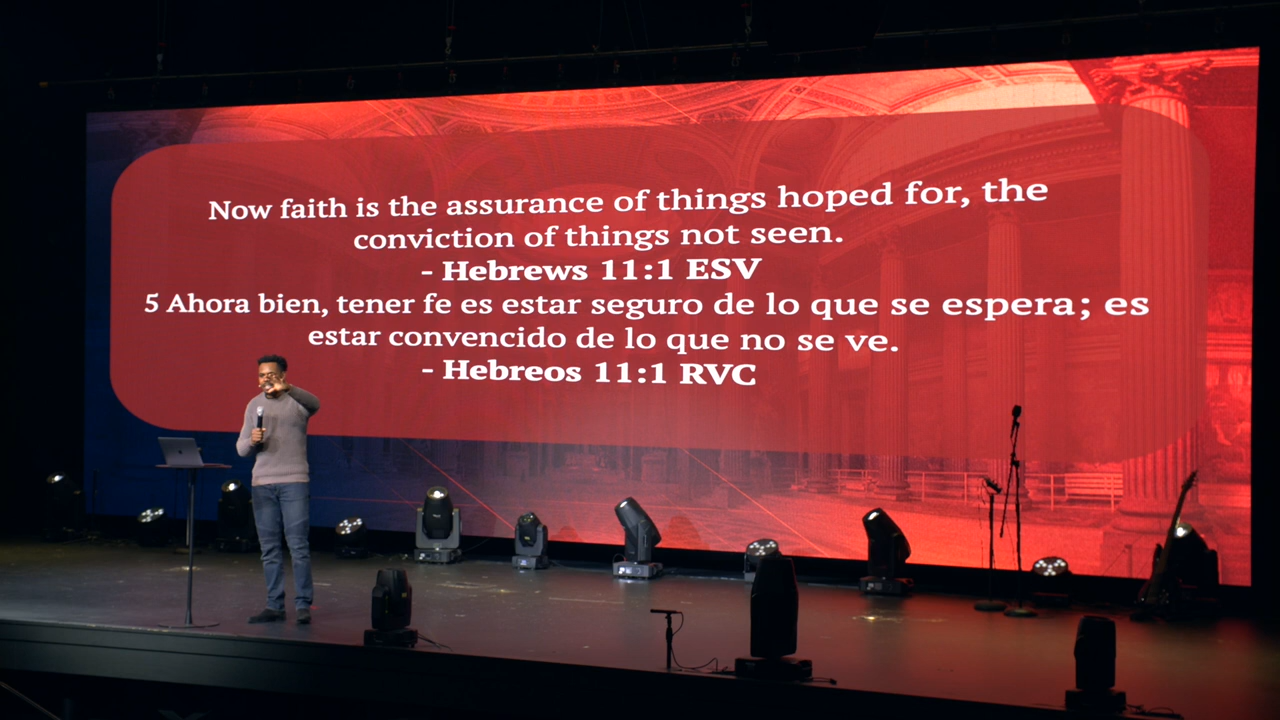 Now faith is the assurance of things hoped for, the
conviction of things not seen.
- Hebrews 11:1 ESV
5 Ahora bien, tener fe es estar seguro de lo que se espera; es
estar convencido de lo que no se ve.
- Hebreos 11:1 RVC